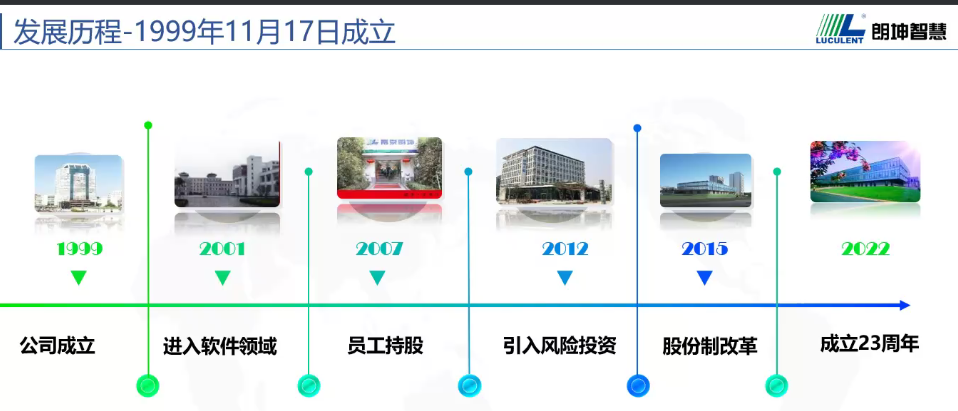 发展历程-1999年11月17日成立
LUCULENT
®
朗坤智慧
1999
2001
2007
2012
2015
2022
公司成立
进入软件领域
员工持股
引入风险投资
股份制改革
成立23周年